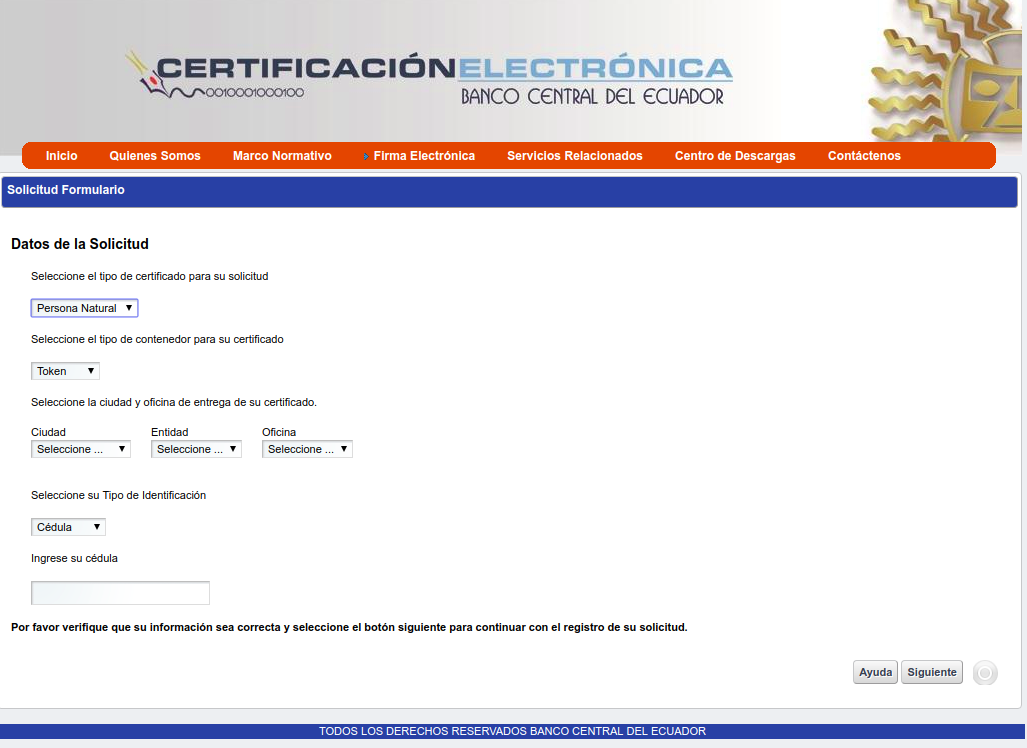 CERTIFICACIÓNELECTRÓNICA
0010001000100
BANCO CENTRAL DEL ECUADOR
Inicio Quienes Somos Marco Normativo Firma Electrónica Servicios Relacionados Centro de Descargas Contáctenos
Solicitud Formulario
Datos de la Solicitud
Seleccione el tipo de certificado para su solicitud
Persona Natural
Seleccione el tipo de contenedor para su certificado
Token
Seleccione la ciudad y oficina de entrega de su certificado.
Ciudad Entidad Oficina
Seleccione ... Seleccione ... Seleccione ...
Seleccione su Tipo de Identificación
Cédula
Ingrese su cédula
Por favor verifique que su información sea correcta y seleccione el botón siguiente para continuar con el registro de su solicitud.
Ayuda Siguiente
TODOS LOS DERECHOS RESERVADOS BANCO CENTRAL DEL ECUADOR